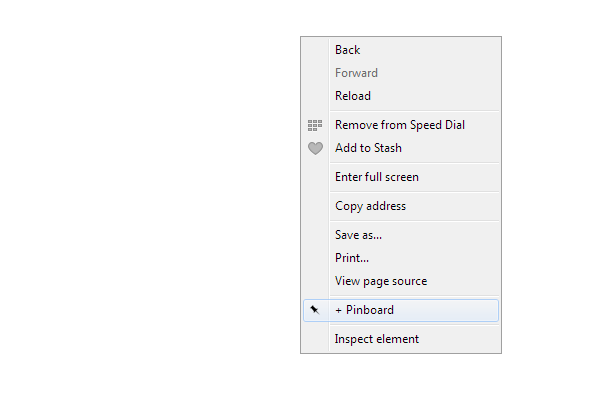 Back
Forward
Reload
Remove from Speed Dial
Add to Stash
Enter full screen
Copy address
Save as...
Print...
View page source
+ Pinboard
Inspect element